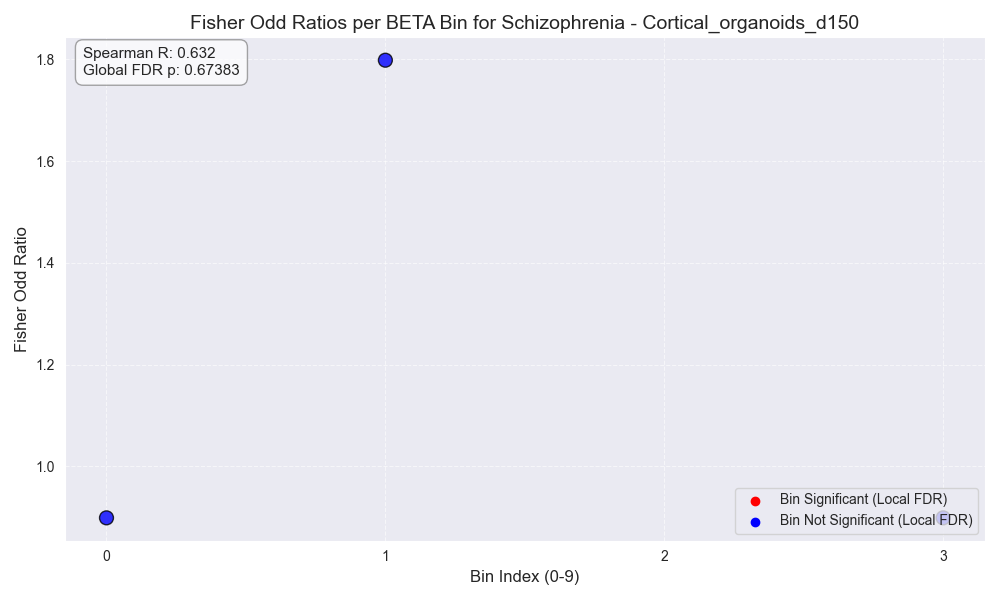 Fisher Odd Ratios per BETA Bin for Schizophrenia - Cortical_organoids_d150
Spearman R: 0.632
Global FDR p: 0.67383
1.8
1.6
1.4
1.2
1.0
Fisher Odd Ratio
Bin Significant (Local FDR)
Bin Not Significant (Local FDR)
0 1 2 3
Bin Index (0-9)